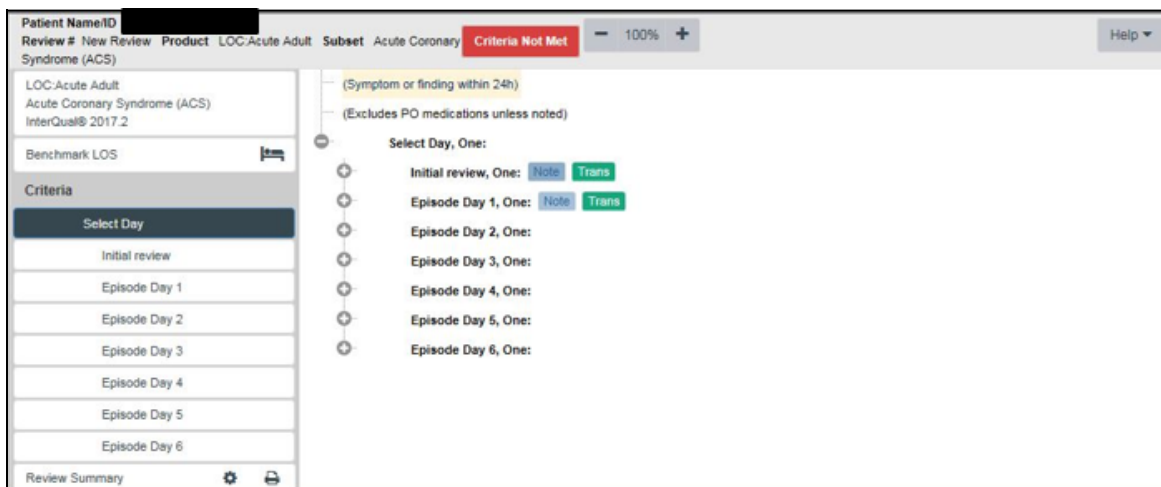 Patient Name/ID
Review # New Review Product LOC:Acute Adult Subset Acute Coronary Criteria Not Met − 100% + Help
Syndrome (ACS)
LOC:Acute Adult
Acute Coronary Syndrome (ACS)
InterQual® 2017.2
Benchmark LOS
Criteria
Select Day
Initial review
Episode Day 1
Episode Day 2
Episode Day 3
Episode Day 4
Episode Day 5
Episode Day 6
Review Summary
(Symptom or finding within 24h)
(Excludes PO medications unless noted)
Select Day, One:
Initial review, One: Note Trans
Episode Day 1, One: Note Trans
Episode Day 2, One:
Episode Day 3, One:
Episode Day 4, One:
Episode Day 5, One:
Episode Day 6, One: